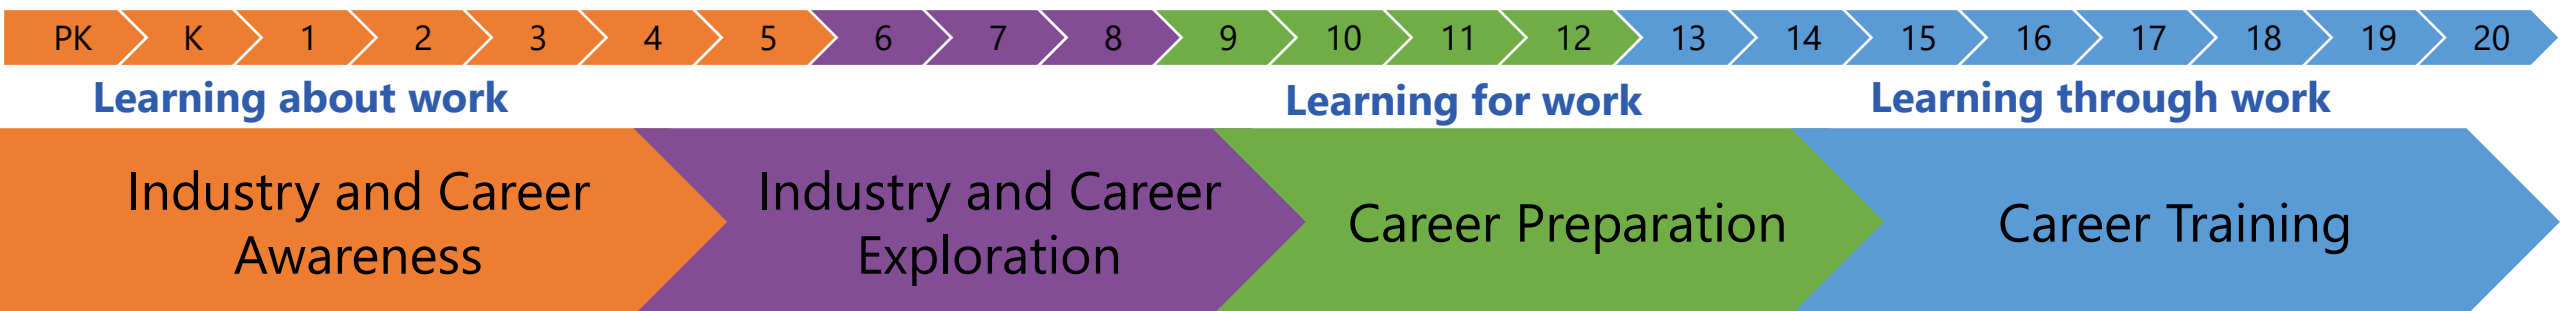 PK K 1 2 3 4 5 6 7 8 9 10 11 12 13 14 15 16 17 18 19 20
Learning about work Learning for work Learning through work
Industry and Career
Awareness
Industry and Career
Exploration
Career Preparation
Career Training